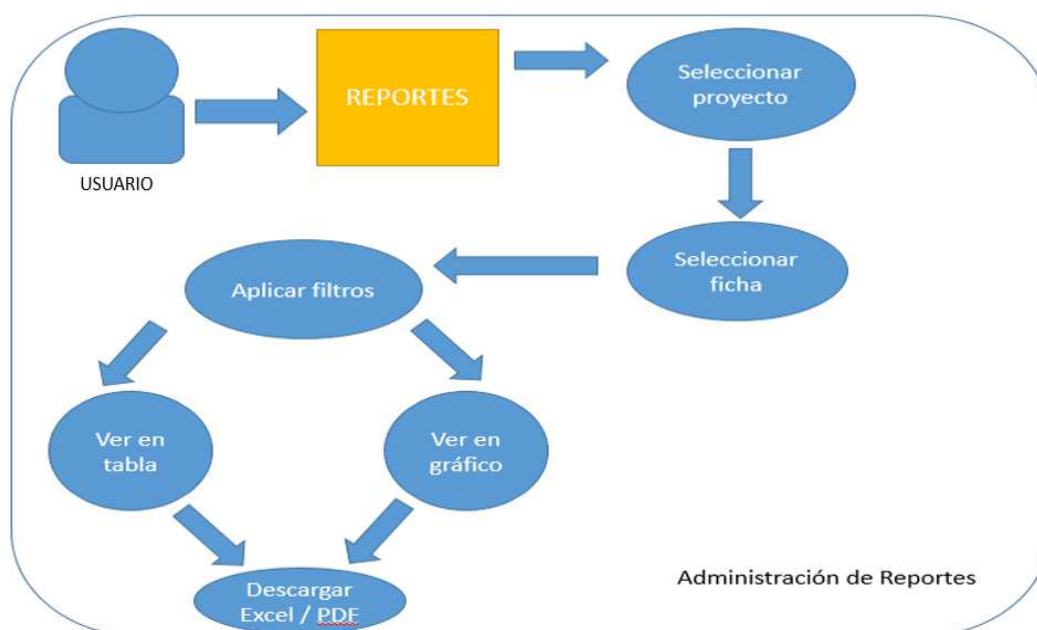 REPORTES
Seleccionar
proyecto
USUARIO
Seleccionar
ficha
Aplicar filtros
Ver en
tabla
Ver en
gráfico
Descargar
Excel / PDF
Administración de Reportes